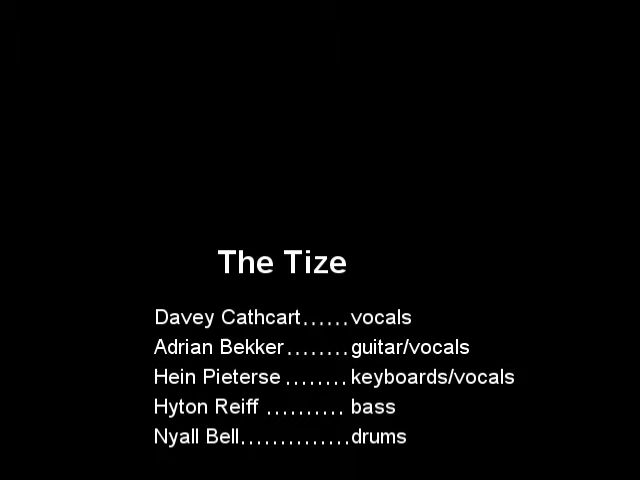 The Tize
Davey Cathcart......vocals
Adrian Bekker........guitar/vocals
Hein Pieterse ........keyboards/vocals
Hyton Reiff .......... bass
Nyall Bell..............drums